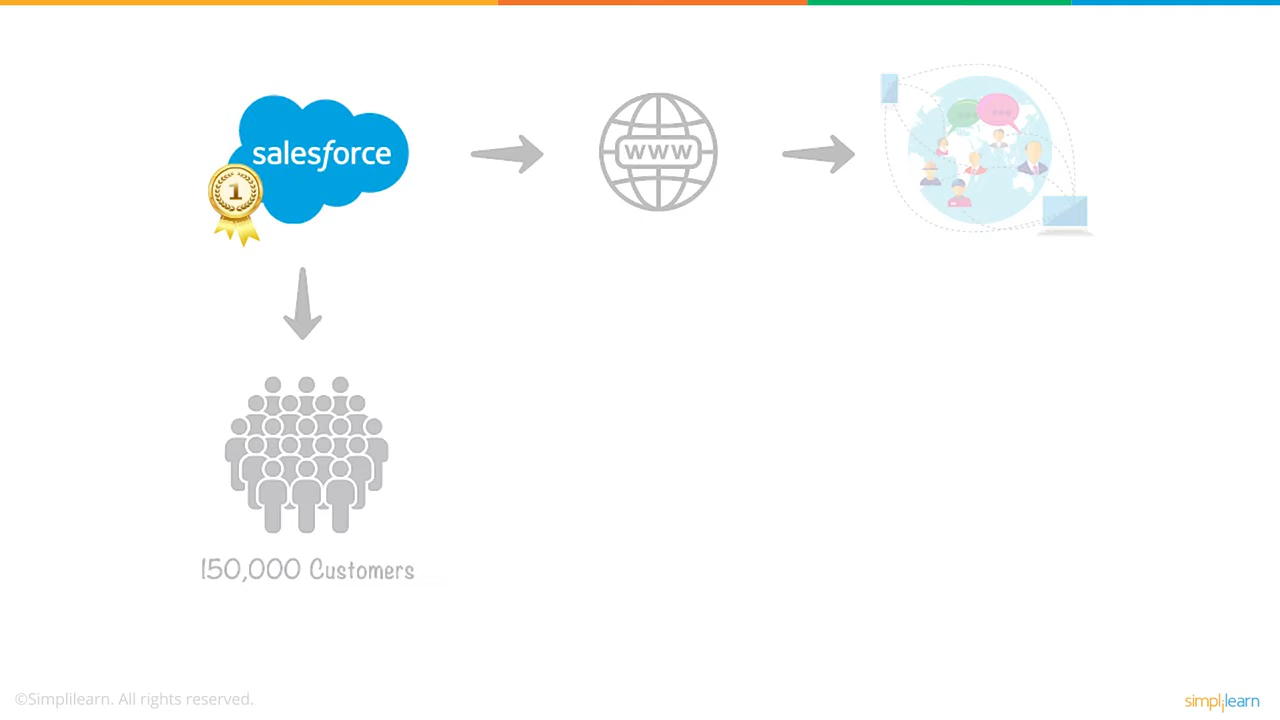 salesforce
1
WWW
150,000 Customers
©Simplilearn. All rights reserved.
simplilearn